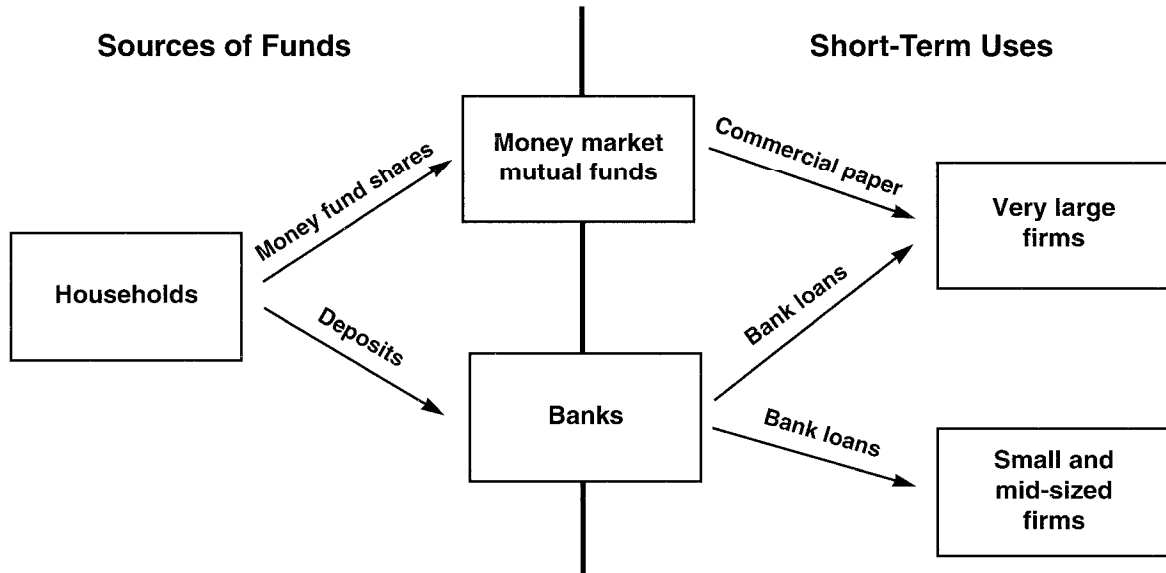 Sources of Funds
Short-Term Uses
Money market
mutual funds
Commercial paper
Money fund shares
Very large
firms
Households
Deposits
Bank loans
Banks
Bank loans
Small and
mid-sized
firms